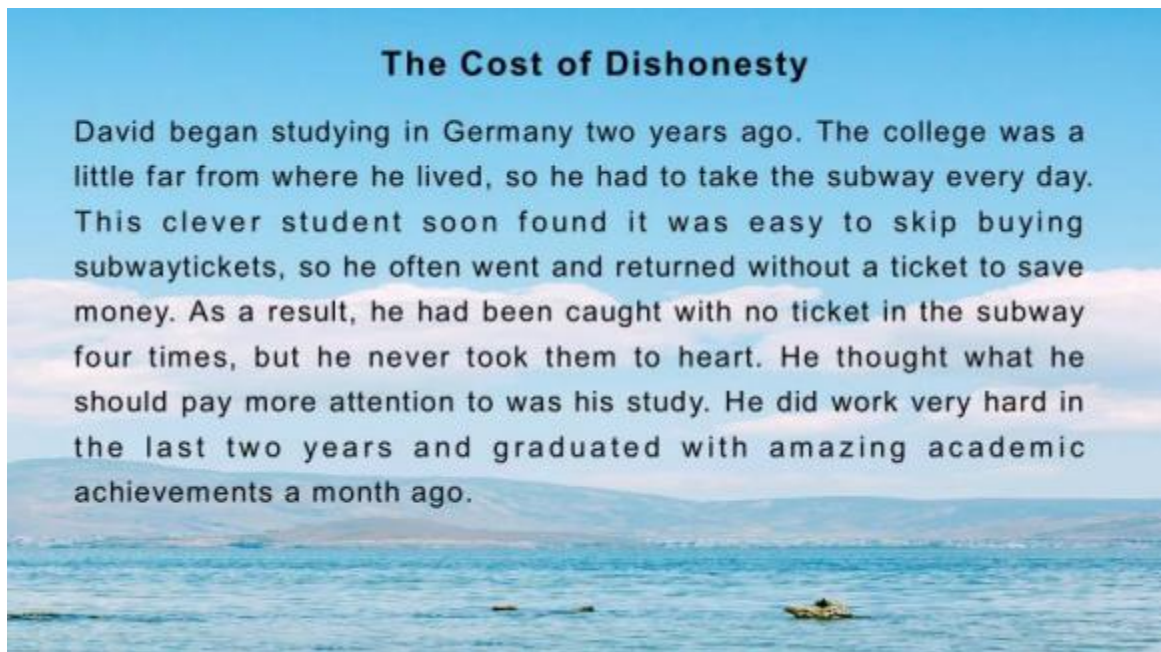 The Cost of Dishonesty
David began studying in Germany two years ago. The college was a
little far from where he lived, so he had to take the subway every day.
This clever student soon found it was easy to skip buying
subwaytickets, so he often went and returned without a ticket to save
money. As a result, he had been caught with no ticket in the subway
four times, but he never took them to heart. He thought what he
should pay more attention to was his study. He did work very hard in
the last two years and graduated with amazing academic
achievements a month ago.